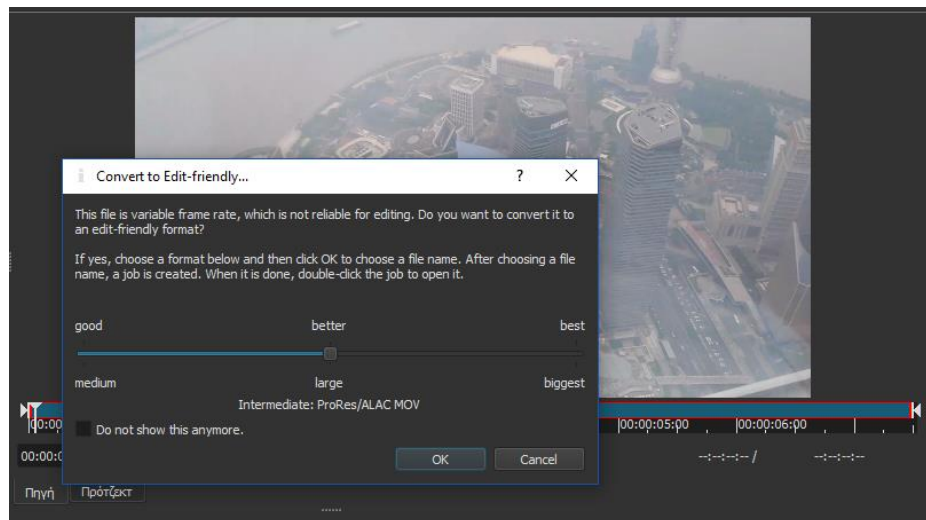 Convert to Edit-friendly...
?
This file is variable frame rate, which is not reliable for editing. Do you want to convert it to
an edit-friendly format?
If yes, choose a format below and then click OK to choose a file name. After choosing a file
name, a job is created. When it is done, double-click the job to open it.
good better best
medium large biggest
Intermediate: ProRes/ALAC MOV
Do not show this anymore.
OK Cancel
00:00:05:00 00:00:06:00
--:--:--:-- / --:--:--:--
Πηγή Πρότζεκτ